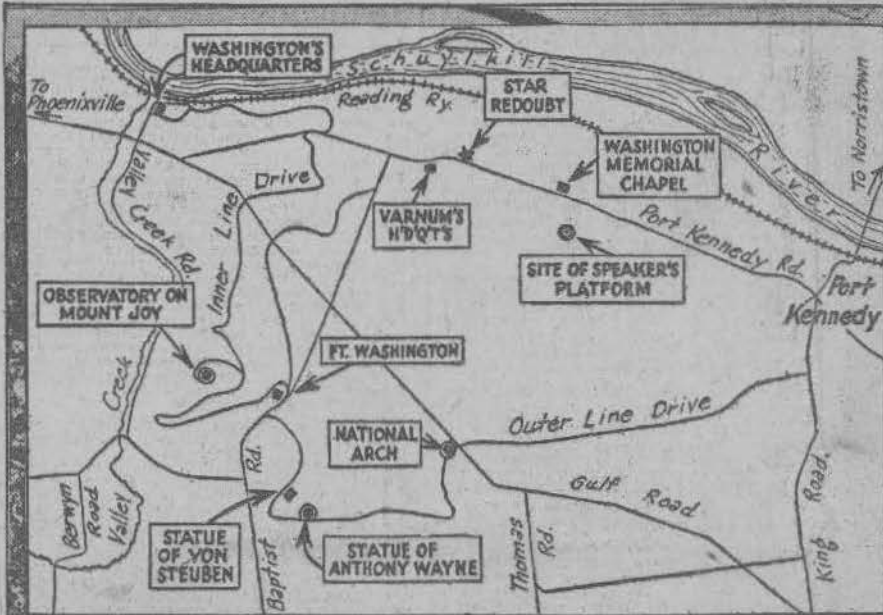 WASHINGTON'S
HEADQUARTERS
Schuylkill
River
To
Phoenixville
Reading Ry.
STAR
REDOUBT
To Norristown
WASHINGTON
MEMORIAL
CHAPEL
Valley
Creek Rd.
Inner Line
Drive
VARNUM'S
H'D'Q'T'S
Port Kennedy Rd.
SITE OF SPEAKER'S
PLATFORM
OBSERVATORY ON
MOUNT JOY
Port
Kennedy
FT. WASHINGTON
Creek
Valley
Outer Line Drive
NATIONAL
ARCH
Gulf Road
Berwyn
Road
Baptist
Rd.
STATUE
OF VON
STEUBEN
STATUE OF
ANTHONY WAYNE
Thomas
Rd.
King
Road.